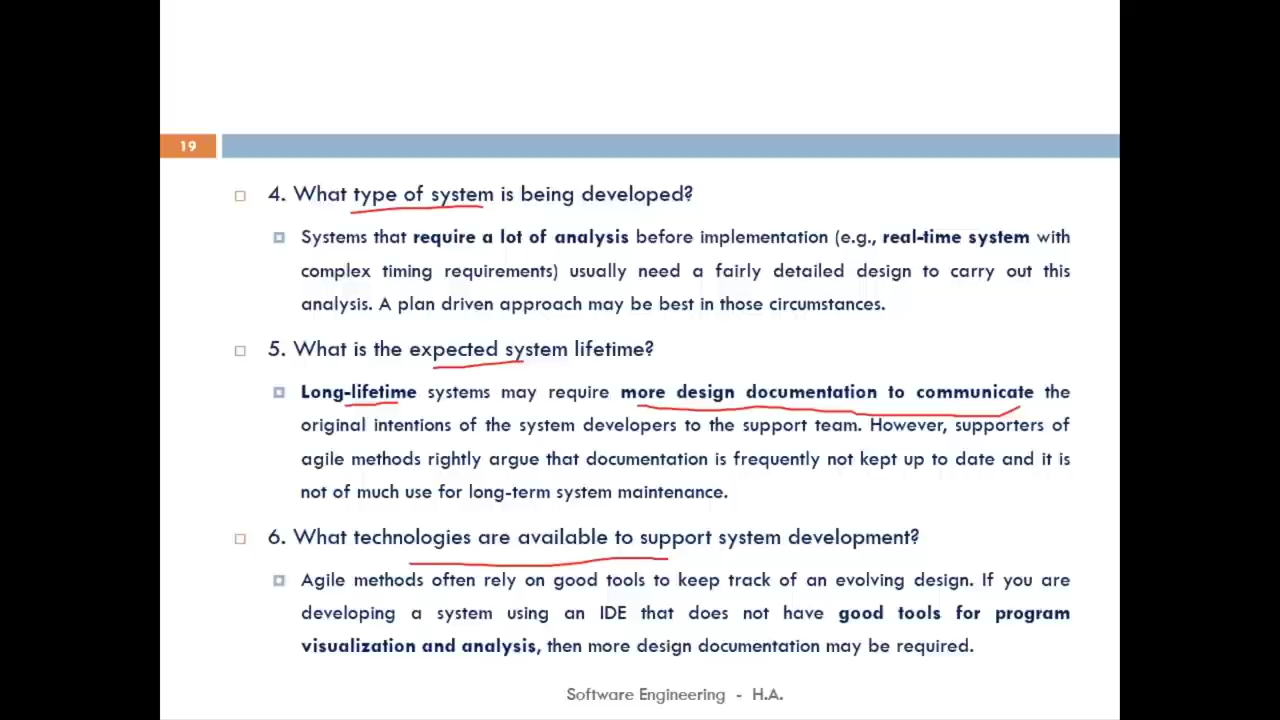 19
4. What type of system is being developed?
Systems that require a lot of analysis before implementation (e.g., real-time system with
complex timing requirements) usually need a fairly detailed design to carry out this
analysis. A plan driven approach may be best in those circumstances.
5. What is the expected system lifetime?
Long-lifetime systems may require more design documentation to communicate the
original intentions of the system developers to the support team. However, supporters of
agile methods rightly argue that documentation is frequently not kept up to date and it is
not of much use for long-term system maintenance.
6. What technologies are available to support system development?
Agile methods often rely on good tools to keep track of an evolving design. If you are
developing a system using an IDE that does not have good tools for program
visualization and analysis, then more design documentation may be required.
Software Engineering - H.A.